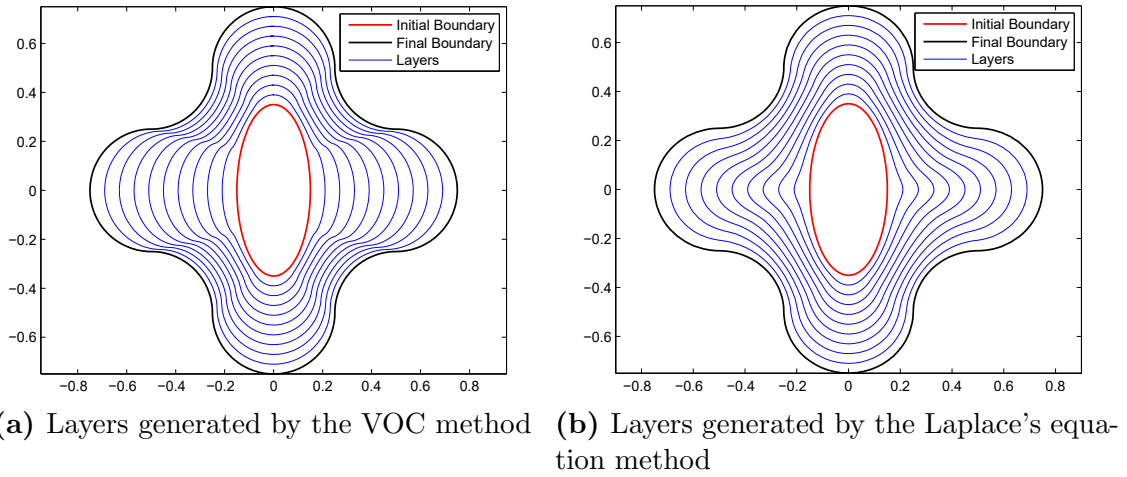 Initial Boundary
Final Boundary
Layers
0.6
0.4
0.2
0
−0.2
−0.4
−0.6
−0.8 −0.6 −0.4 −0.2 0 0.2 0.4 0.6 0.8
(a) Layers generated by the VOC method
Initial Boundary
Final Boundary
Layers
0.6
0.4
0.2
0
−0.2
−0.4
−0.6
−0.8 −0.6 −0.4 −0.2 0 0.2 0.4 0.6 0.8
(b) Layers generated by the Laplace's equa-
tion method